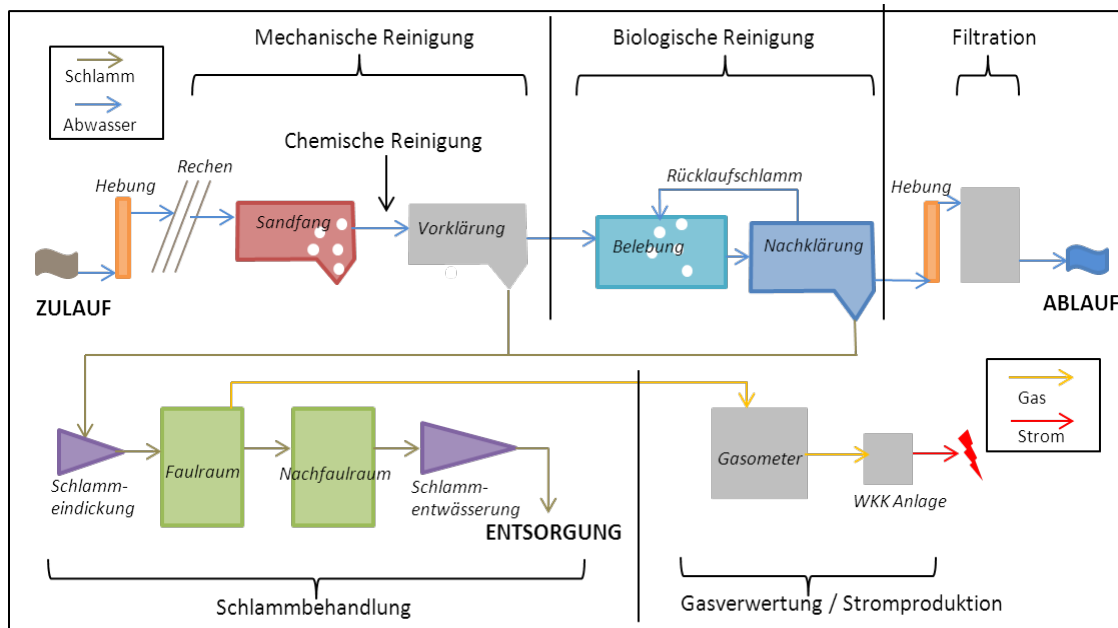 Mechanische Reinigung
Biologische Reinigung
Filtration
Schlamm
Abwasser
Chemische Reinigung
Rechen
Hebung
Sandfang
Vorklärung
Rücklaufschlamm
Belebung
Nachklärung
Hebung
ZULAUF
ABLAUF
Gas
Strom
Faulraum
Nachfaulraum
Gasometer
Schlamm-
eindickung
Schlamm-
entwässerung
WKK Anlage
ENTSORGUNG
Schlammbehandlung
Gasverwertung / Stromproduktion